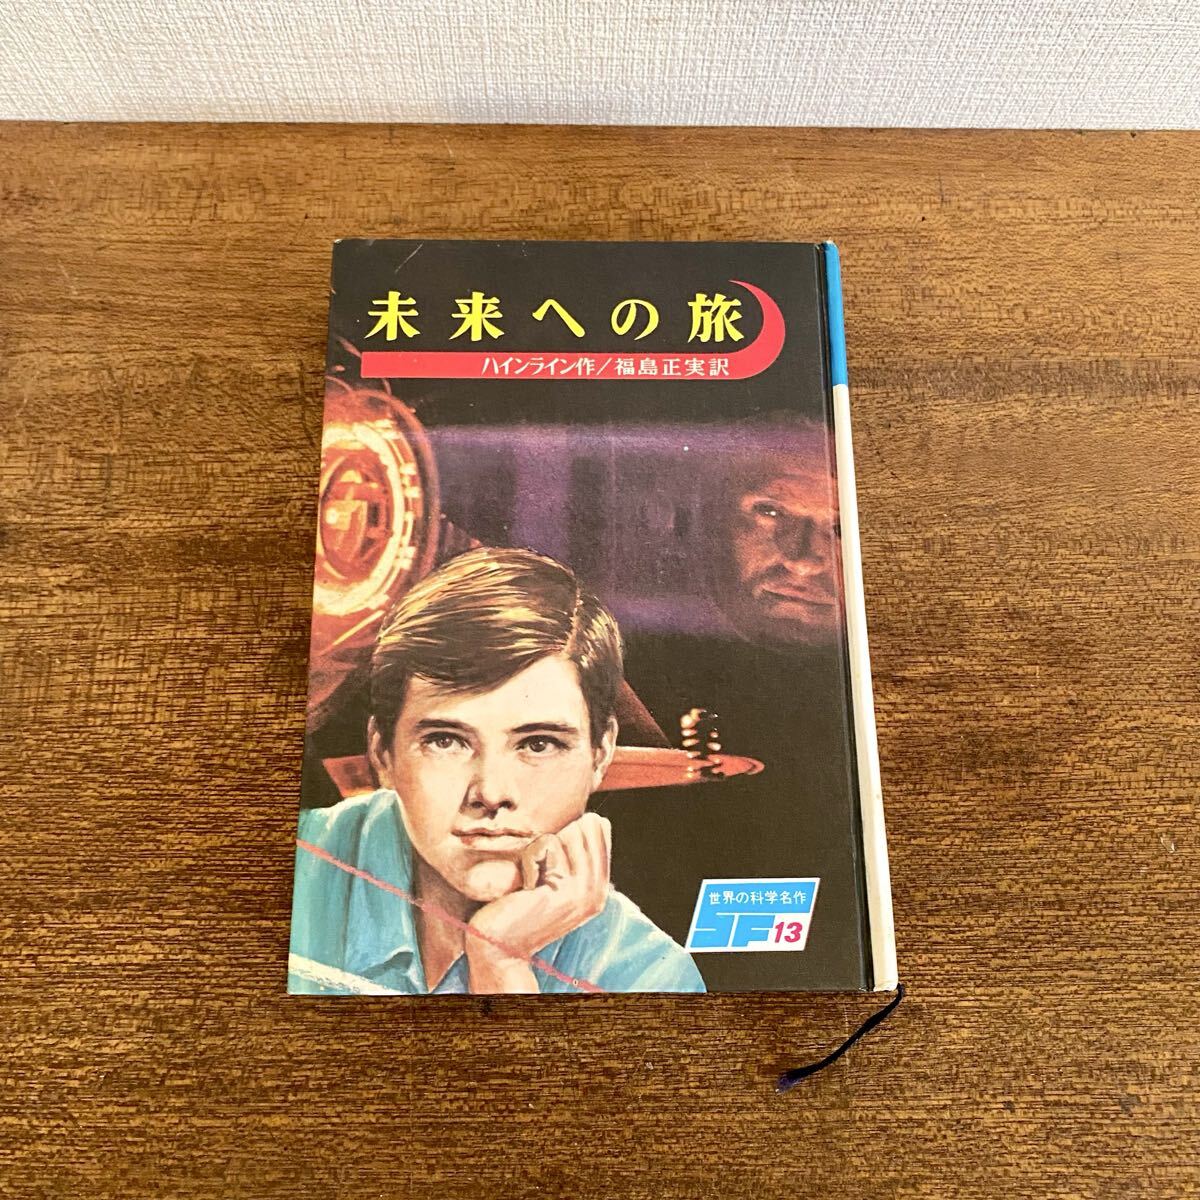 未来への旅
ハインライン作/福島正実訳
世界の科学名作
SF13